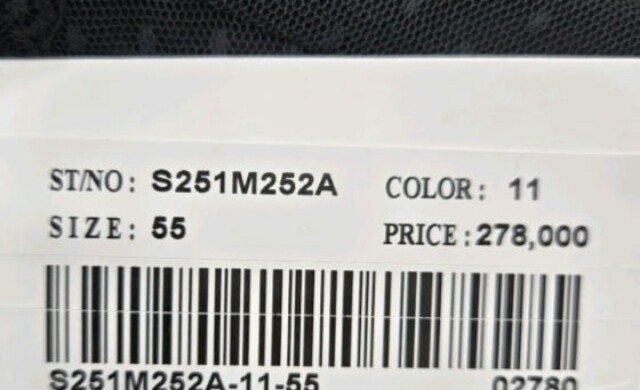 ST/NO: S251M252A COLOR: 11
SIZE: 55 PRICE:278,000
S251M252A-11-55 02780